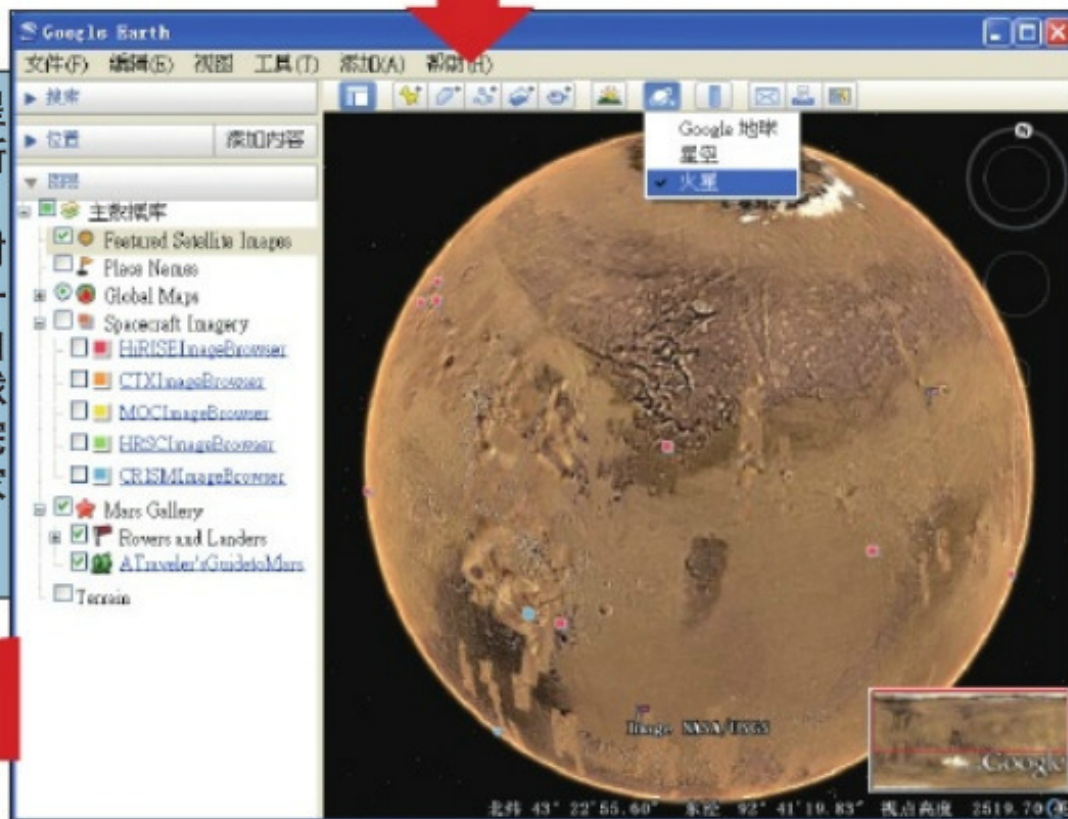 Google Earth
文件(F) 编辑(E) 视图 工具(T) 添加(A) 帮助(H)
搜索
位置 添加内容
图层
主数据库
Featured Satellite Images
Place Names
Global Maps
Spacecraft Imagery
HiRISEImageBrowser
CTXImageBrowser
MOCImageBrowser
HRSCImageBrowser
CRISMImageBrowser
Mars Gallery
Rovers and Landers
ATraveler'sGuidetoMars
Terrain
Google 地球
星空
火星
N
Image NASA/USGS
Google
北纬 43° 22'55.60" 东经 92° 41'19.83" 视点高度 2519.70